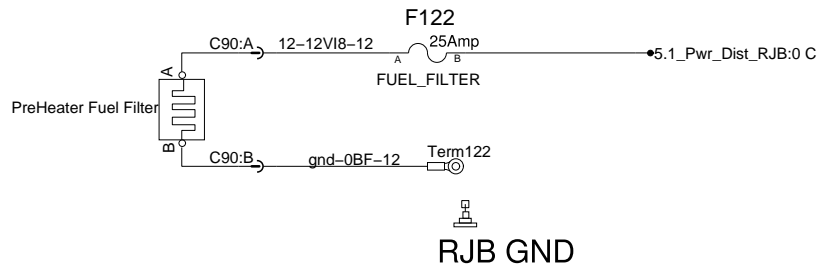 F122
C90:A
12-12VI8-12
25Amp
A
B
5.1_Pwr_Dist_RJB:0 C
FUEL_FILTER
A
PreHeater Fuel Filter
B
C90:B
gnd-0BF-12
Term122
RJB GND